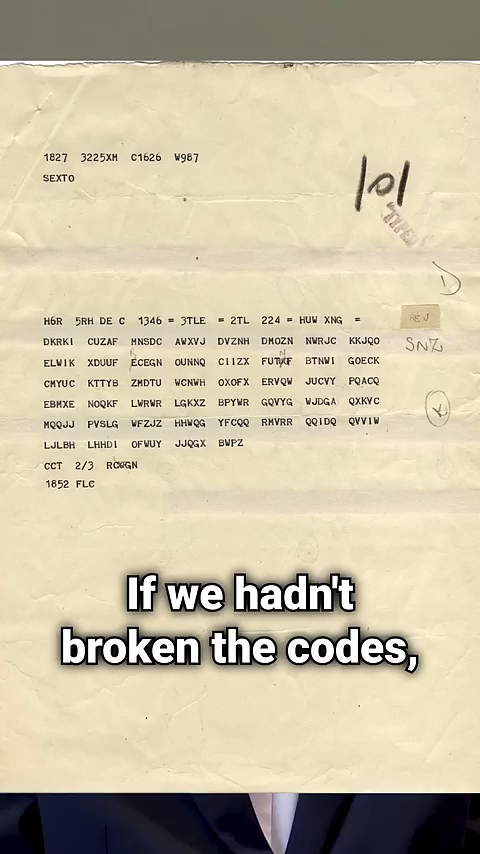 1827 3225XM C1626 W987
SEXTO
101
"TYPED"
D
H6R 5RH DE C 1346 = 3TLE = 2TL 224 = HUW XNG =
REJ
DKRKI CUZAF MNSDC AWXVJ DVZNH DMOZN NWRJC KKJQO
SNZ
ELWIK XDUUF ECEGN OUNNQ CIIZX FUTKF BTNWI GOECK
CMYUC KTTYB ZMDTU WCNWH OXOFX ERVQW JUCVY PQACQ
EBMXE NOQKF LWRWR LGKXZ BPYWR GQVYG WJDGA QXKVC
K
MQQJJ PVSLG WFZJZ HHWQG YFCQQ RMVRR QQIDQ QVVIW
LJLBH LHHDI OFWUY JJQGX BWPZ
CCT 2/3
1852 FLC
If we hadn't
broken the codes,